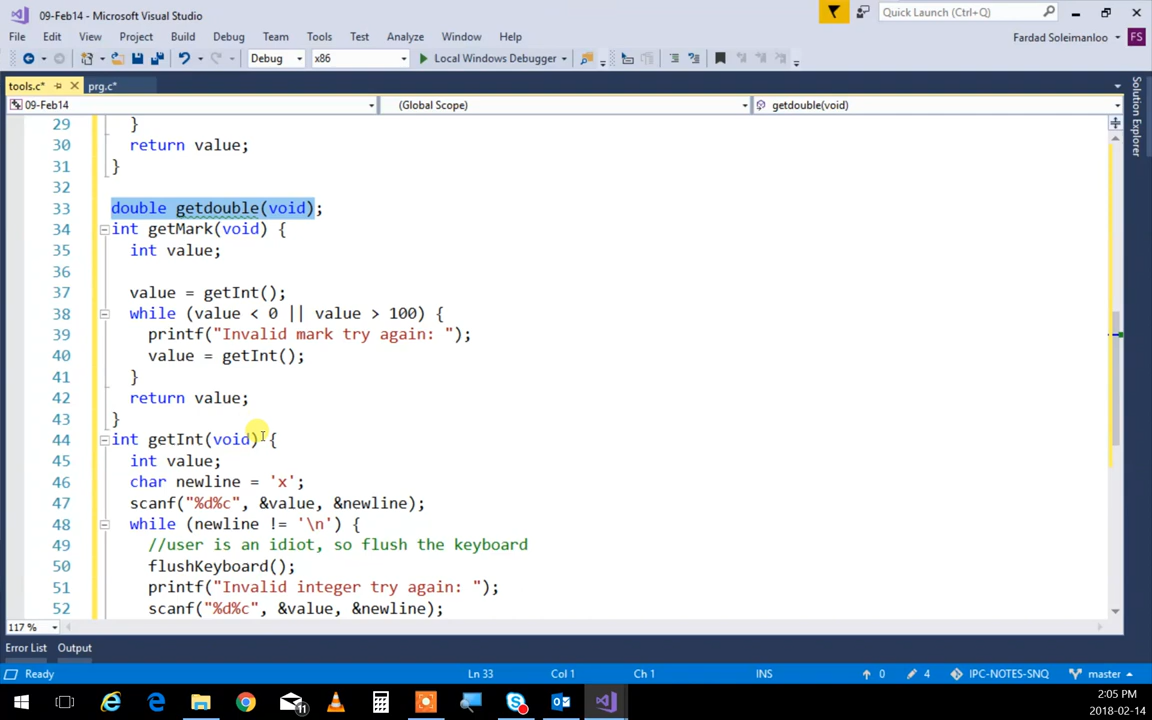 09-Feb14 - Microsoft Visual Studio
Quick Launch (Ctrl+Q)
File Edit View Project Build Debug Team Tools Test Analyze Window Help
Fardad Soleimanloo FS
Debug x86 Local Windows Debugger
tools.c* prg.c*
09-Feb14 (Global Scope) getdouble(void)
29 }
30 return value;
31 }
32
33 double getdouble(void);
34 int getMark(void) {
35 int value;
36
37 value = getInt();
38 while (value < 0 || value > 100) {
39 printf("Invalid mark try again: ");
40 value = getInt();
41 }
42 return value;
43 }
44 int getInt(void) {
45 int value;
46 char newline = 'x';
47 scanf("%d%c", &value, &newline);
48 while (newline != '\n') {
49 //user is an idiot, so flush the keyboard
50 flushKeyboard();
51 printf("Invalid integer try again: ");
52 scanf("%d%c", &value, &newline);
117 %
Solution Explorer
Error List Output
Ready Ln 33 Col 1 Ch 1 INS 0 4 IPC-NOTES-SNQ master
11
2:05 PM
2018-02-14